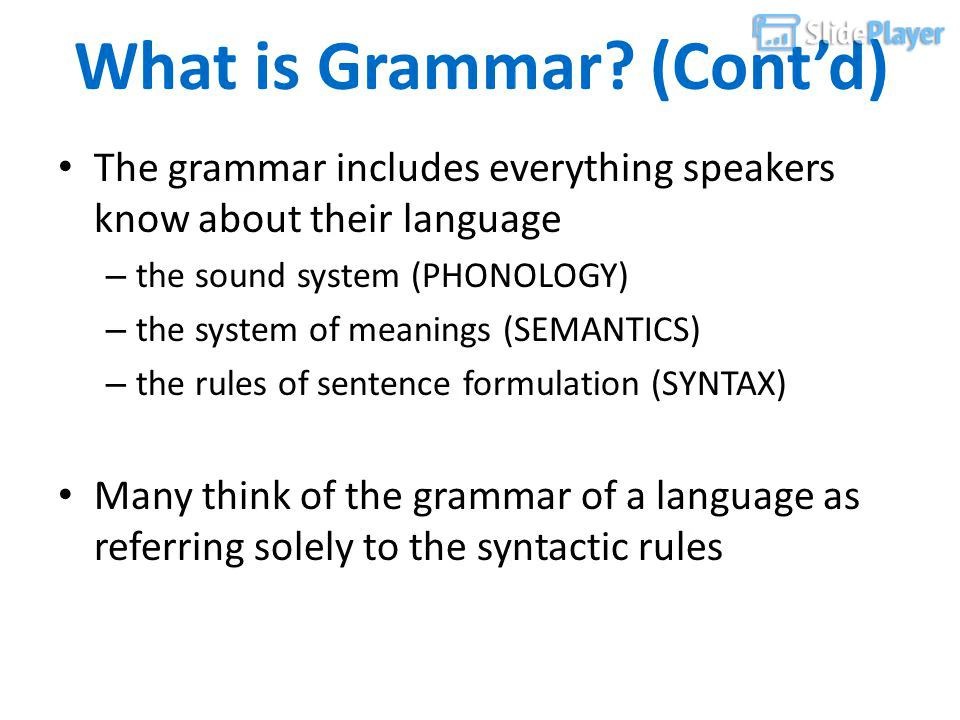 SlidePlayer
What is Grammar? (Cont’d)
• The grammar includes everything speakers
know about their language
– the sound system (PHONOLOGY)
– the system of meanings (SEMANTICS)
– the rules of sentence formulation (SYNTAX)
• Many think of the grammar of a language as
referring solely to the syntactic rules